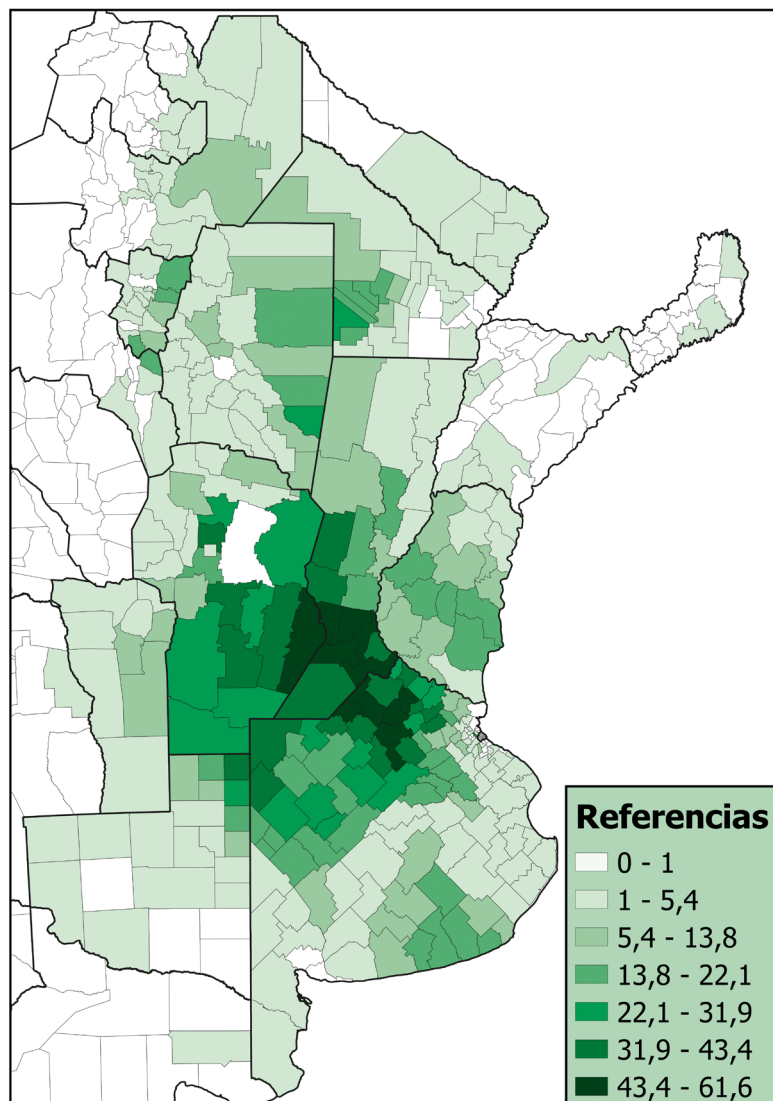 Referencias
0 - 1
1 - 5,4
5,4 - 13,8
13,8 - 22,1
22,1 - 31,9
31,9 - 43,4
43,4 - 61,6